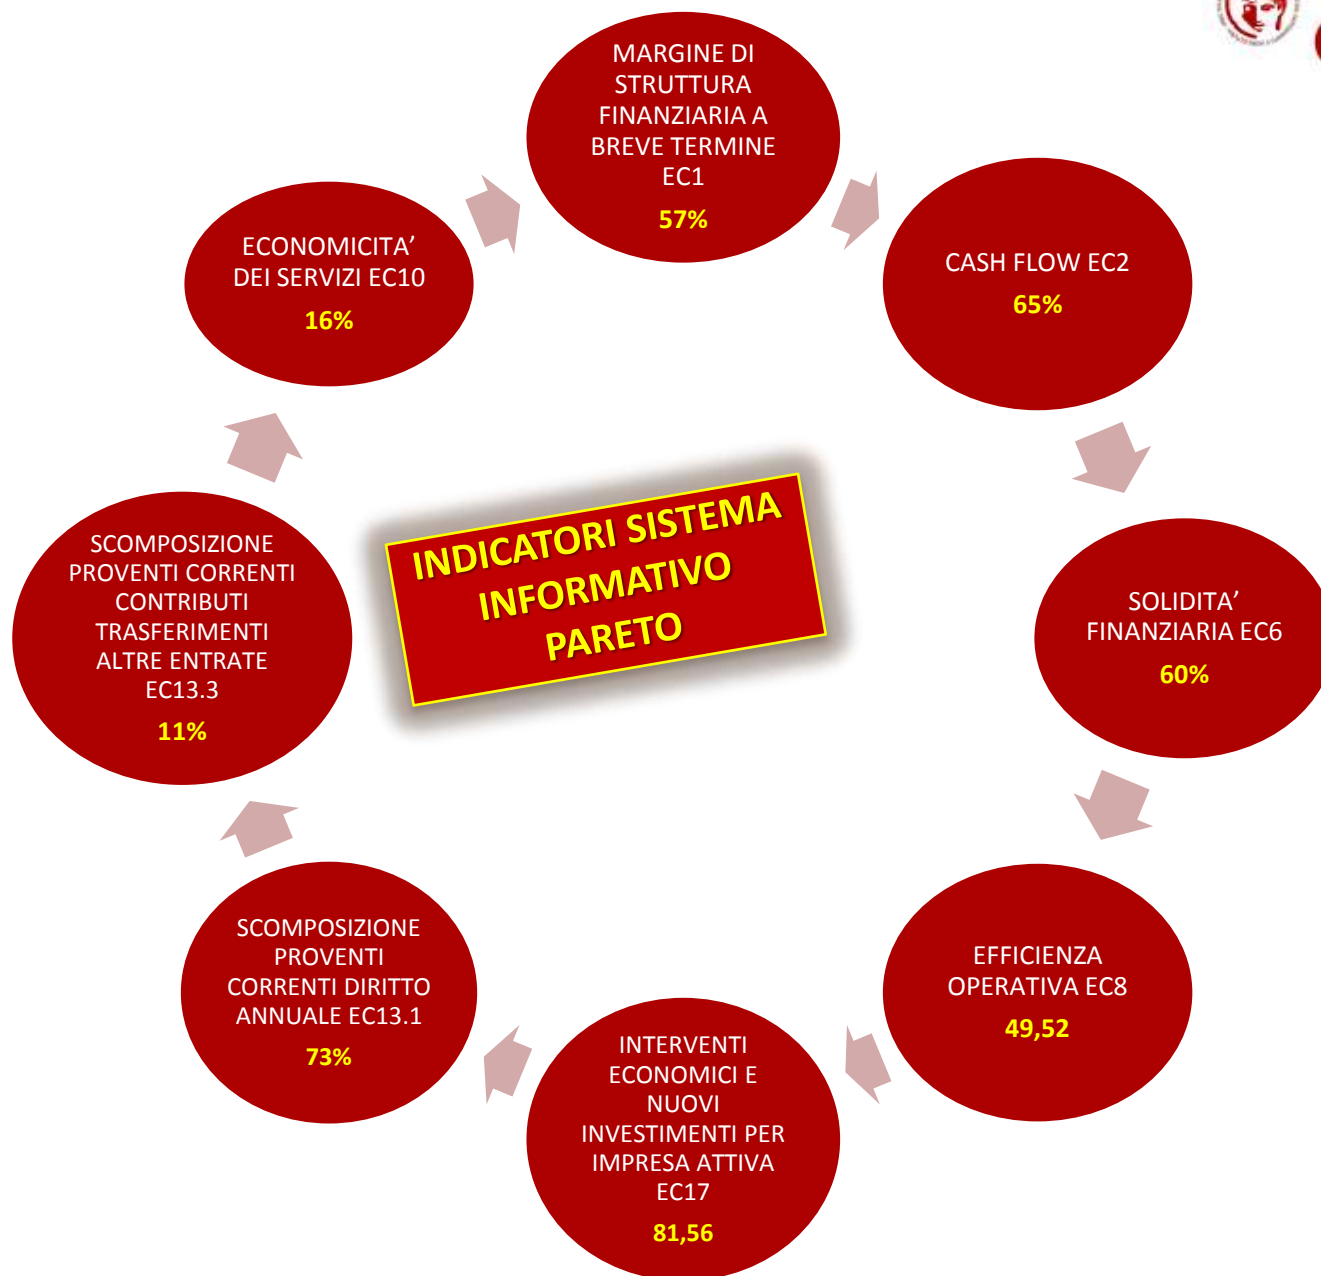 MARGINE DI
STRUTTURA
FINANZIARIA A
BREVE TERMINE
EC1
57%
CASH FLOW EC2
65%
SOLIDITA’
FINANZIARIA EC6
60%
EFFICIENZA
OPERATIVA EC8
49,52
INTERVENTI
ECONOMICI E
NUOVI
INVESTIMENTI PER
IMPRESA ATTIVA
EC17
81,56
SCOMPOSIZIONE
PROVENTI
CORRENTI DIRITTO
ANNUALE EC13.1
73%
SCOMPOSIZIONE
PROVENTI CORRENTI
CONTRIBUTI
TRASFERIMENTI
ALTRE ENTRATE
EC13.3
11%
ECONOMICITA’
DEI SERVIZI EC10
16%
INDICATORI SISTEMA
INFORMATIVO
PARETO